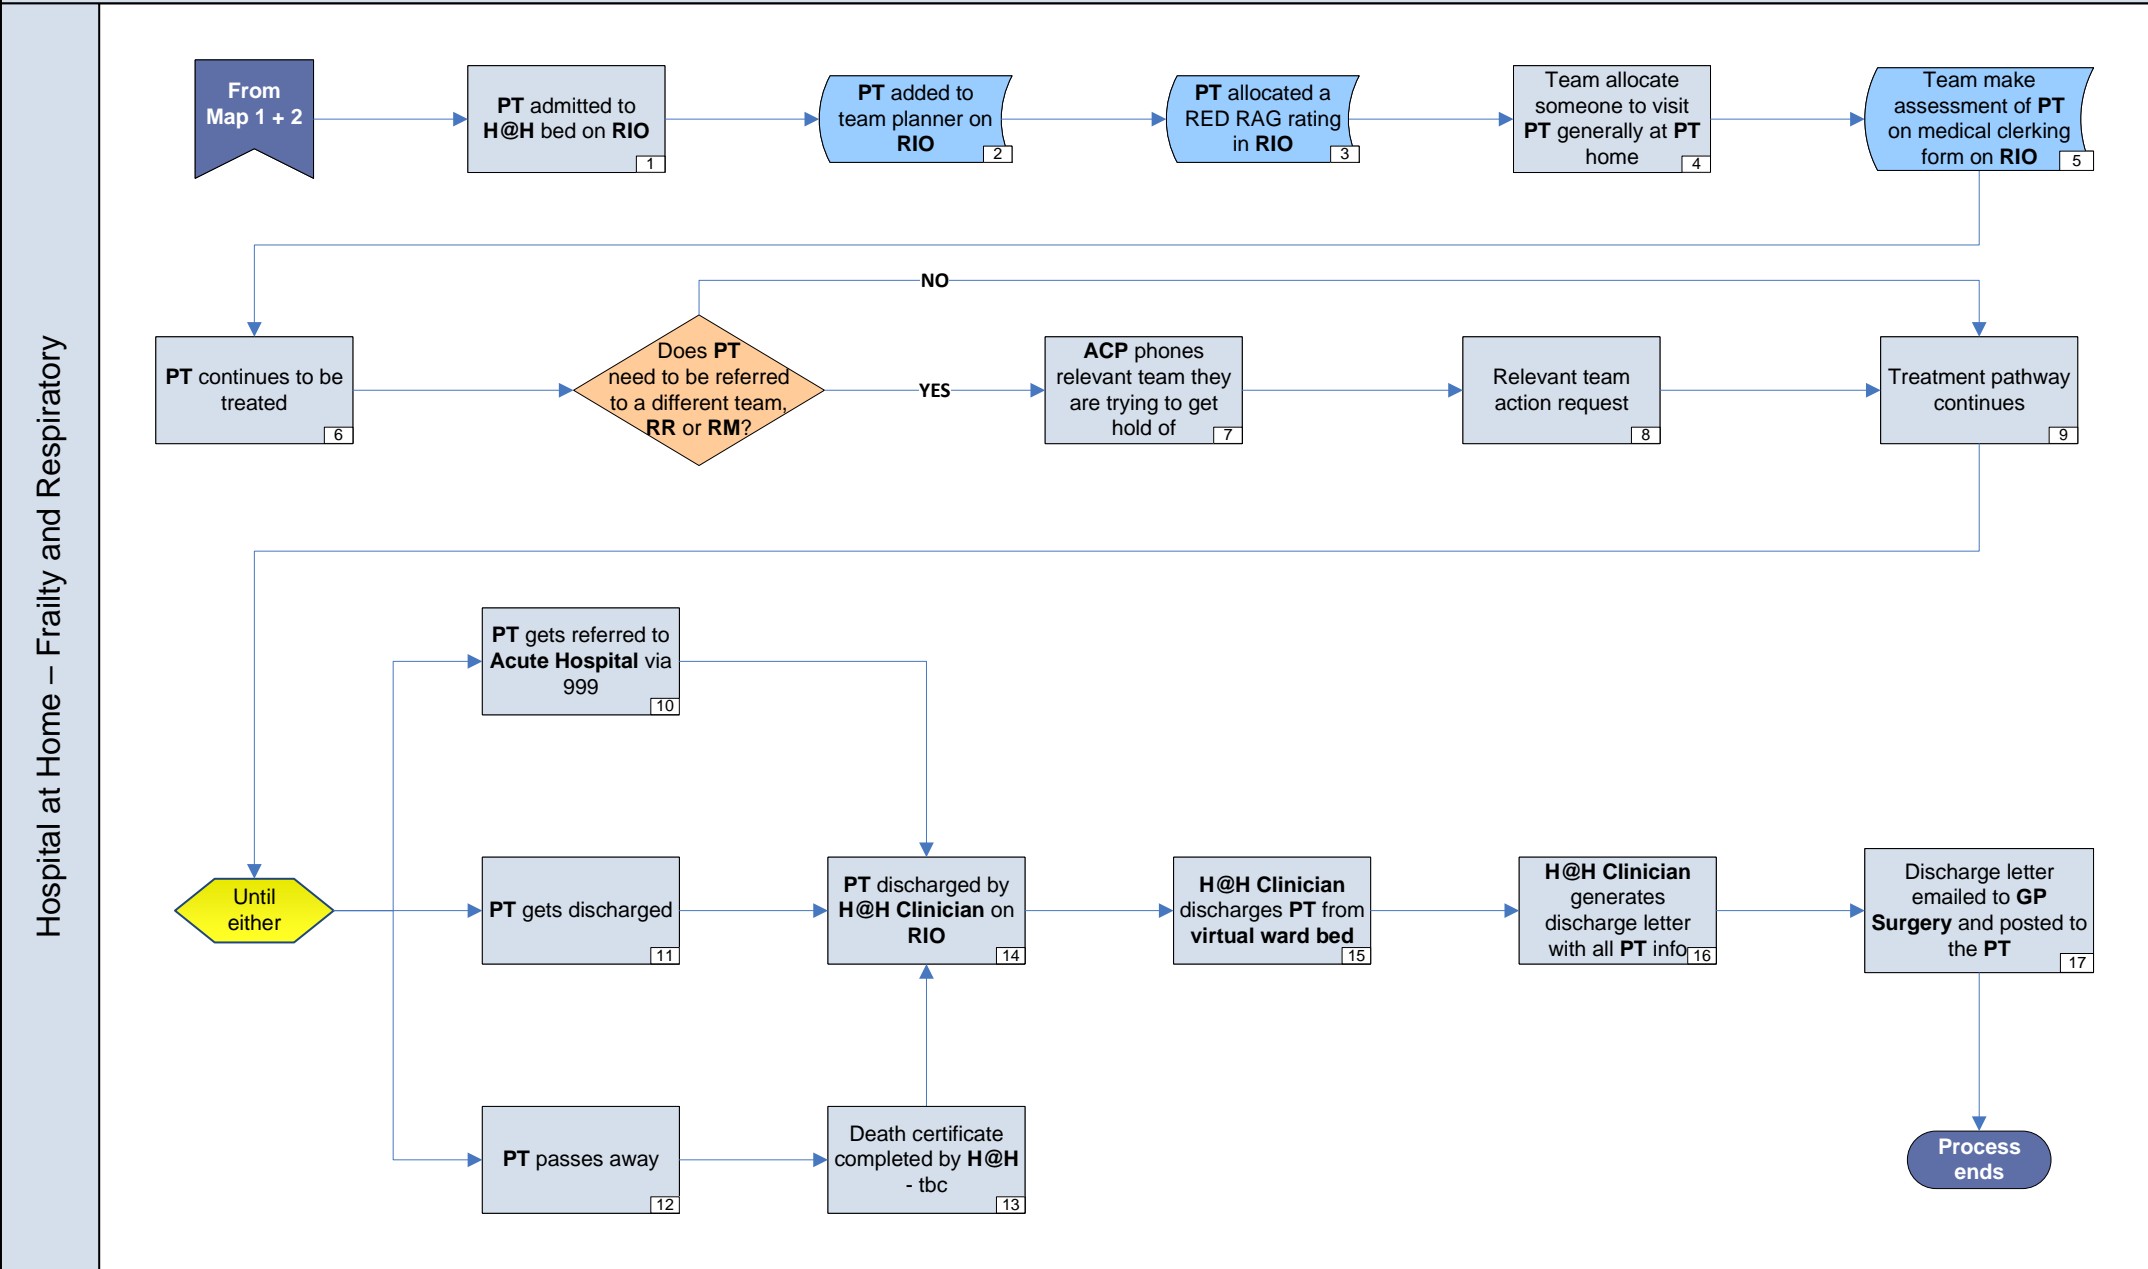 Hospital at Home – Frailty and Respiratory
From
Map 1 + 2
PT admitted to
H@H bed on RIO
1
PT added to
team planner on
RIO
2
PT allocated a
RED RAG rating
in RIO
3
Team allocate
someone to visit
PT generally at PT
home
4
Team make
assessment of PT
on medical clerking
form on RIO
5
PT continues to be
treated
6
Does PT
need to be referred
to a different team,
RR or RM?
NO
YES
ACP phones
relevant team they
are trying to get
hold of
7
Relevant team
action request
8
Treatment pathway
continues
9
Until
either
PT gets referred to
Acute Hospital via
999
10
PT gets discharged
11
PT passes away
12
Death certificate
completed by H@H
- tbc
13
PT discharged by
H@H Clinician on
RIO
14
H@H Clinician
discharges PT from
virtual ward bed
15
H@H Clinician
generates
discharge letter
with all PT info
16
Discharge letter
emailed to GP
Surgery and posted to
the PT
17
Process
ends